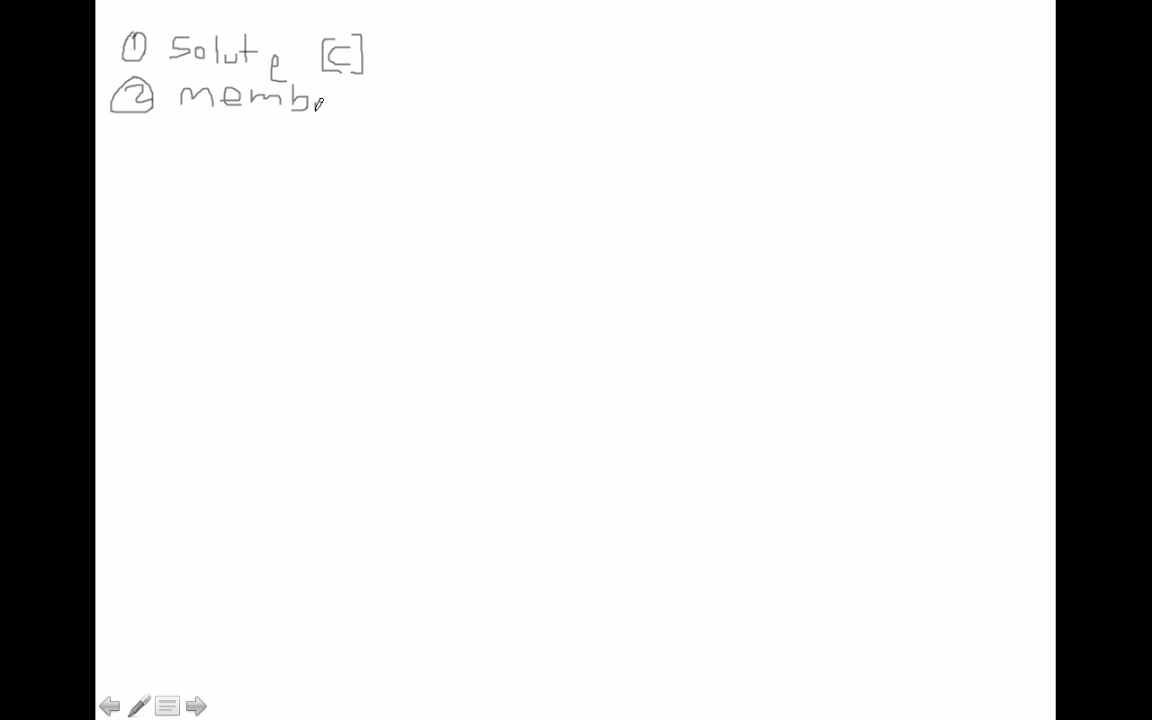 ① Solute [C]
② memb